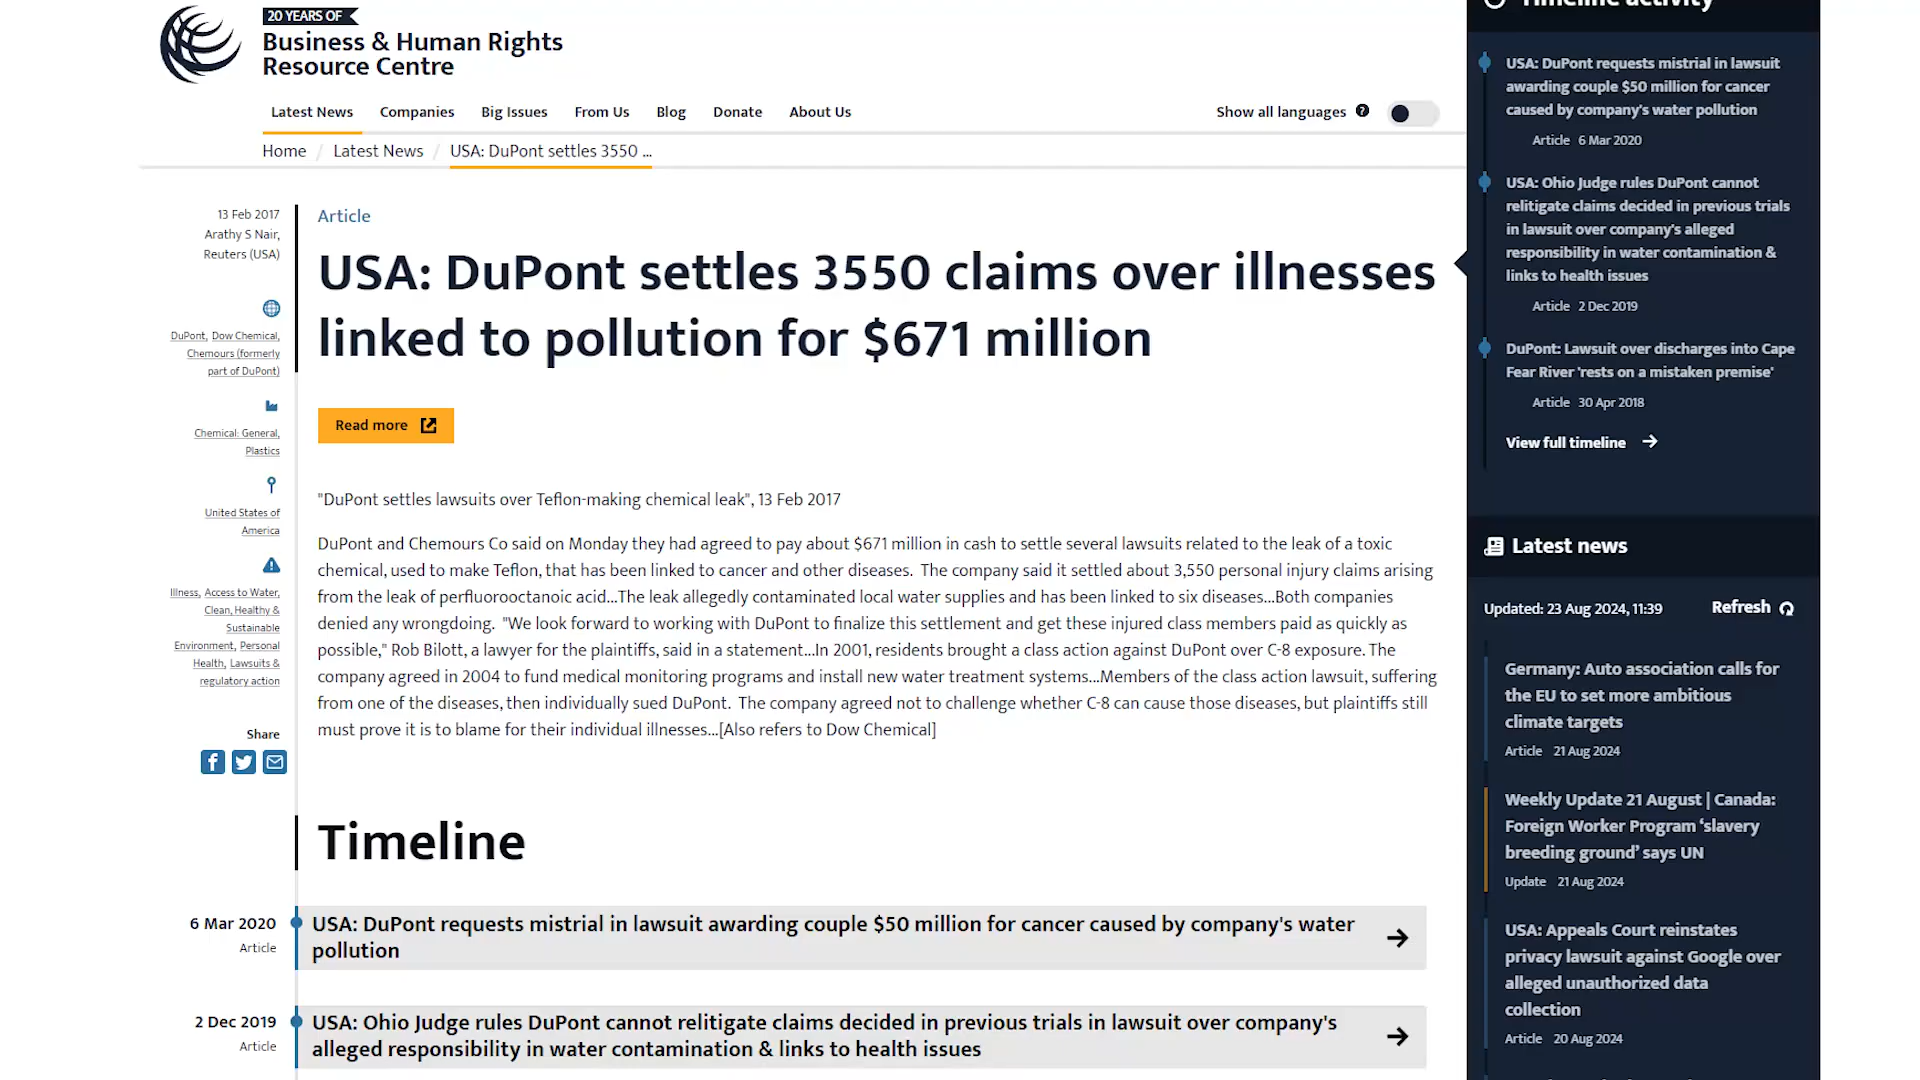 20 YEARS OF
Business & Human Rights
Resource Centre
Latest News
Companies
Big Issues
From Us
Blog
Donate
About Us
Show all languages ?
Home / Latest News / USA: DuPont settles 3550 ...
13 Feb 2017
Arathy S Nair,
Reuters (USA)
DuPont, Dow Chemical,
Chemours (formerly
part of DuPont)
Chemical: General,
Plastics
United States of
America
Illness, Access to Water,
Clean, Healthy &
Sustainable
Environment, Personal
Health, Lawsuits &
regulatory action
Share
Article
USA: DuPont settles 3550 claims over illnesses
linked to pollution for $671 million
Read more
"DuPont settles lawsuits over Teflon-making chemical leak", 13 Feb 2017
DuPont and Chemours Co said on Monday they had agreed to pay about $671 million in cash to settle several lawsuits related to the leak of a toxic
chemical, used to make Teflon, that has been linked to cancer and other diseases. The company said it settled about 3,550 personal injury claims arising
from the leak of perfluorooctanoic acid...The leak allegedly contaminated local water supplies and has been linked to six diseases...Both companies
denied any wrongdoing. "We look forward to working with DuPont to finalize this settlement and get these injured class members paid as quickly as
possible," Rob Bilott, a lawyer for the plaintiffs, said in a statement...In 2001, residents brought a class action against DuPont over C-8 exposure. The
company agreed in 2004 to fund medical monitoring programs and install new water treatment systems...Members of the class action lawsuit, suffering
from one of the diseases, then individually sued DuPont. The company agreed not to challenge whether C-8 can cause those diseases, but plaintiffs still
must prove it is to blame for their individual illnesses...[Also refers to Dow Chemical]
Timeline
6 Mar 2020
Article
USA: DuPont requests mistrial in lawsuit awarding couple $50 million for cancer caused by company's water
pollution
2 Dec 2019
Article
USA: Ohio Judge rules DuPont cannot relitigate claims decided in previous trials in lawsuit over company's
alleged responsibility in water contamination & links to health issues
Timeline activity
USA: DuPont requests mistrial in lawsuit
awarding couple $50 million for cancer
caused by company's water pollution
Article 6 Mar 2020
USA: Ohio Judge rules DuPont cannot
relitigate claims decided in previous trials
in lawsuit over company's alleged
responsibility in water contamination &
links to health issues
Article 2 Dec 2019
DuPont: Lawsuit over discharges into Cape
Fear River 'rests on a mistaken premise'
Article 30 Apr 2018
View full timeline
Latest news
Updated: 23 Aug 2024, 11:39
Refresh
Germany: Auto association calls for
the EU to set more ambitious
climate targets
Article 21 Aug 2024
Weekly Update 21 August | Canada:
Foreign Worker Program ‘slavery
breeding ground’ says UN
Update 21 Aug 2024
USA: Appeals Court reinstates
privacy lawsuit against Google over
alleged unauthorized data
collection
Article 20 Aug 2024